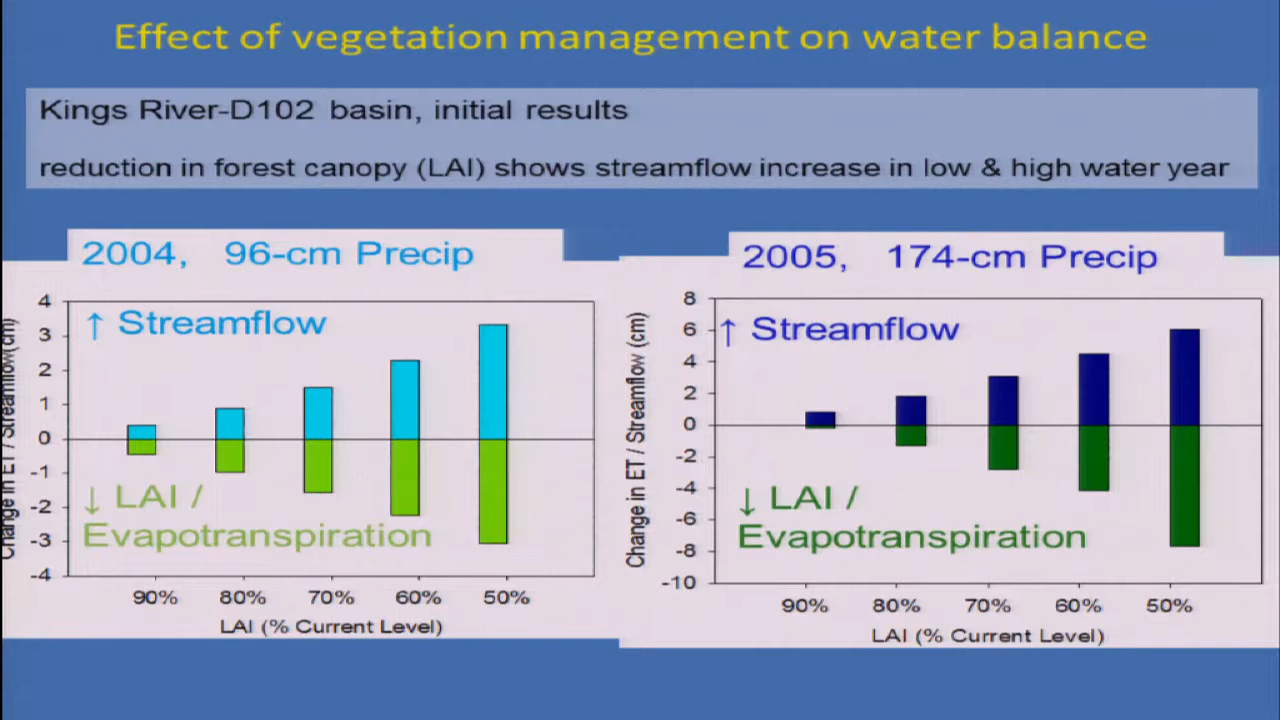 Effect of vegetation management on water balance
Kings River-D102 basin, initial results
reduction in forest canopy (LAI) shows streamflow increase in low & high water year
2004, 96-cm Precip
Change in ET / Streamflow(cm)
4
3
2
1
0
-1
-2
-3
-4
↑ Streamflow
↓ LAI /
Evapotranspiration
90% 80% 70% 60% 50%
LAI (% Current Level)
2005, 174-cm Precip
Change in ET / Streamflow (cm)
8
6
4
2
0
-2
-4
-6
-8
-10
↑ Streamflow
↓ LAI /
Evapotranspiration
90% 80% 70% 60% 50%
LAI (% Current Level)